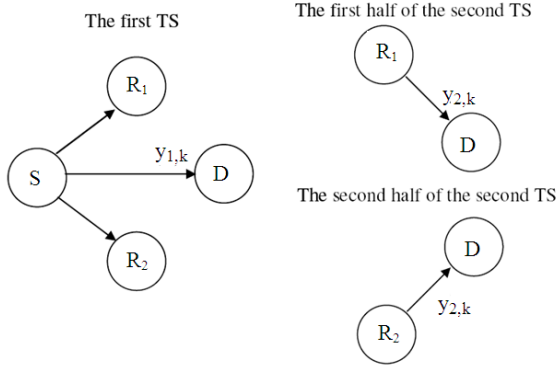 The first TS
R1
y1,k
S
D
R2
The first half of the second TS
R1
y2,k
D
The second half of the second TS
D
y2,k
R2